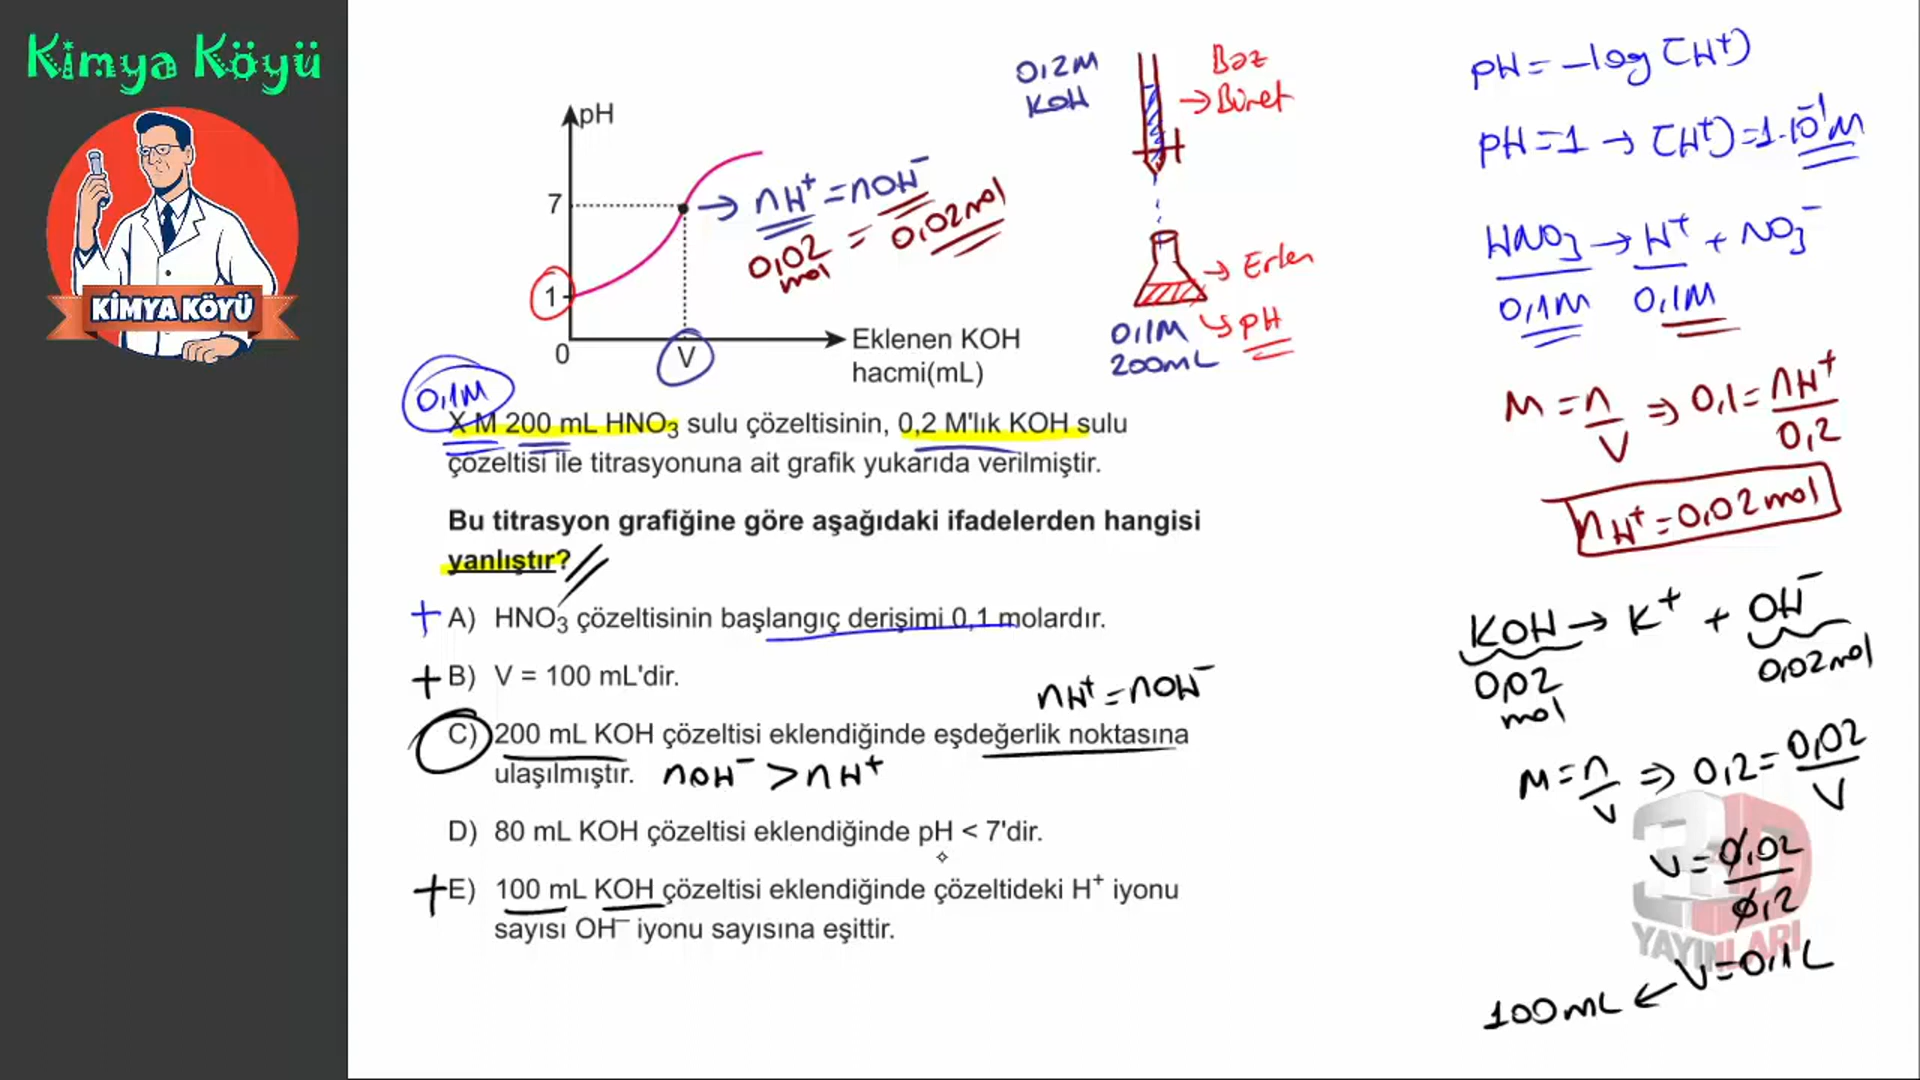 Kimya Köyü
KİMYA KÖYÜ
pH
7
1
0
V
Eklenen KOH
hacmi(mL)
→ nH⁺ = nOH⁻
0,02 mol = 0,02 mol
0,2M
KOH
Baz
→ Büret
→ Erlen
0,1M → pH
200mL
0,1M
X M 200 mL HNO₃ sulu çözeltisinin, 0,2 M'lık KOH sulu
çözeltisi ile titrasyonuna ait grafik yukarıda verilmiştir.
Bu titrasyon grafiğine göre aşağıdaki ifadelerden hangisi
yanlıştır?
+ A) HNO₃ çözeltisinin başlangıç derişimi 0,1 molardır.
+ B) V = 100 mL'dir.
nH⁺ = nOH⁻
C) 200 mL KOH çözeltisi eklendiğinde eşdeğerlik noktasına
ulaşılmıştır. nOH⁻ > nH⁺
D) 80 mL KOH çözeltisi eklendiğinde pH < 7'dir.
+ E) 100 mL KOH çözeltisi eklendiğinde çözeltideki H⁺ iyonu
sayısı OH⁻ iyonu sayısına eşittir.
pH = -log [H⁺]
pH = 1 → [H⁺] = 1.10⁻¹ M
HNO₃ → H⁺ + NO₃⁻
0,1M 0,1M
M = n/V ⇒ 0,1 = nH⁺/0,2
nH⁺ = 0,02 mol
KOH → K⁺ + OH⁻
0,02 mol 0,02 mol
M = n/V ⇒ 0,2 = 0,02/V
V = 0,02/0,2
V = 0,1 L
100 mL ←
3D
YAYINLARI